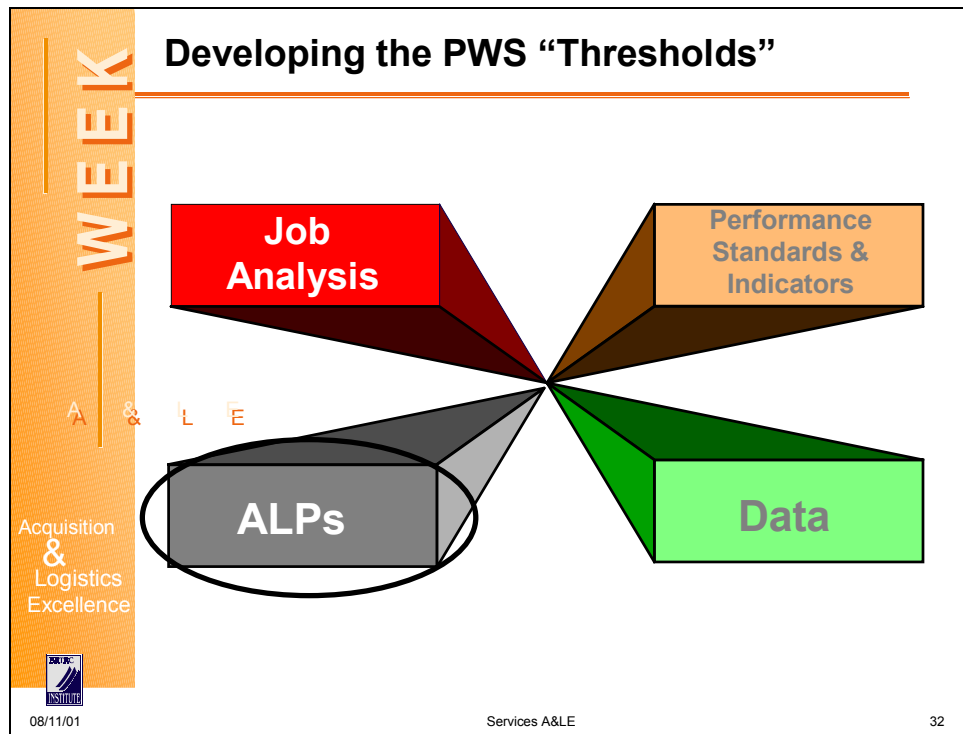 Developing the PWS “Thresholds”
WEEK
Job
Analysis
Performance
Standards &
Indicators
A & L E
ALPs
Data
Acquisition
&
Logistics
Excellence
INSTITUTE
08/11/01
Services A&LE
32